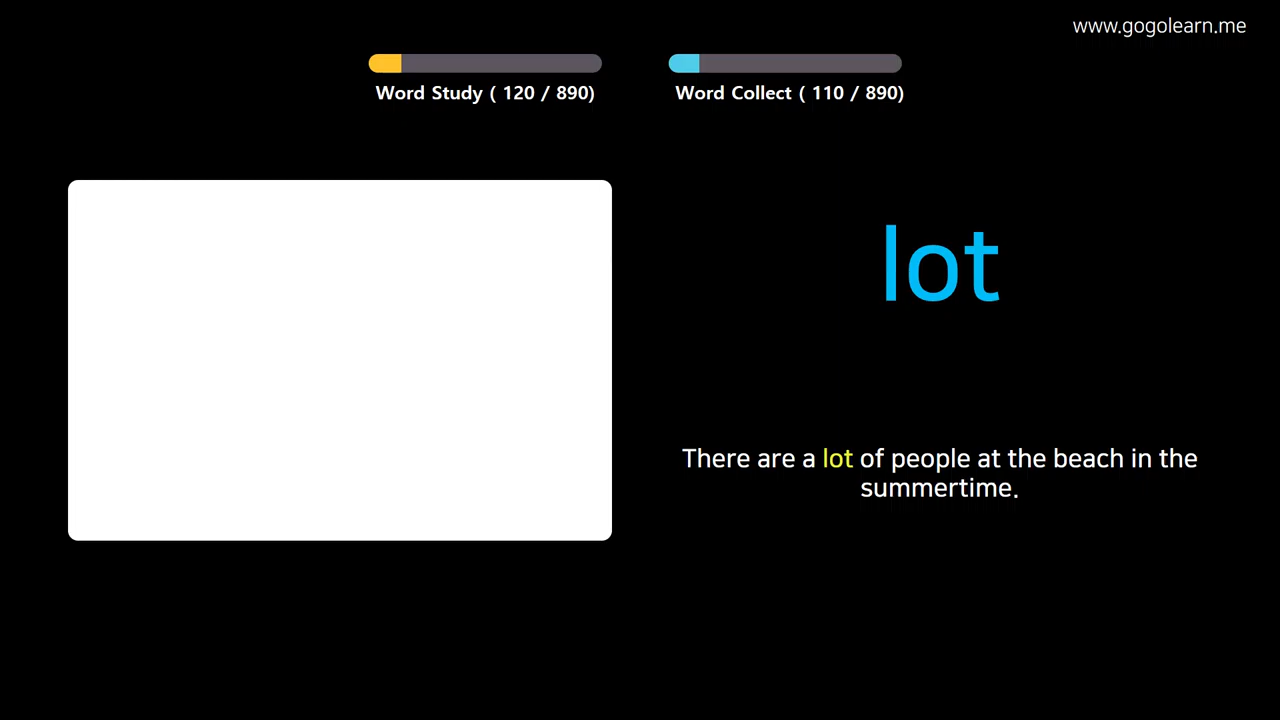 www.gogolearn.me
Word Study ( 120 / 890)
Word Collect ( 110 / 890)
lot
There are a lot of people at the beach in the
summertime.